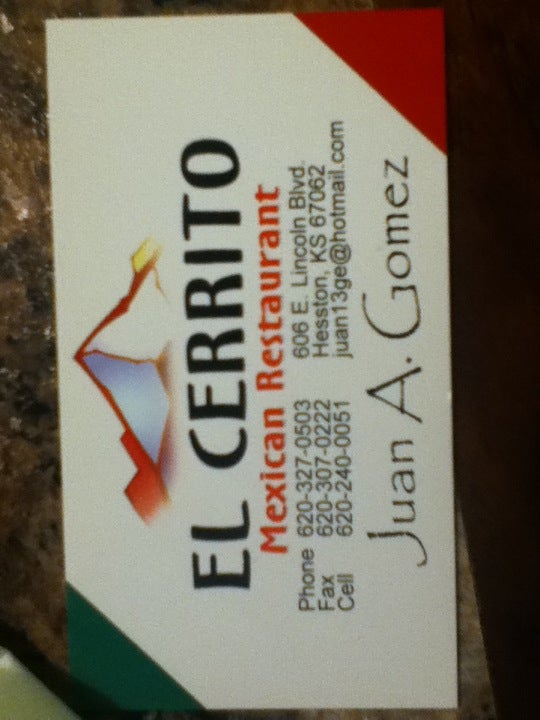 EL CERRITO
Mexican Restaurant
Phone 620-327-0503 606 E. Lincoln Blvd.
Fax 620-307-0222 Hesston, KS 67062
Cell 620-240-0051 juan13ge@hotmail.com
Juan A. Gomez